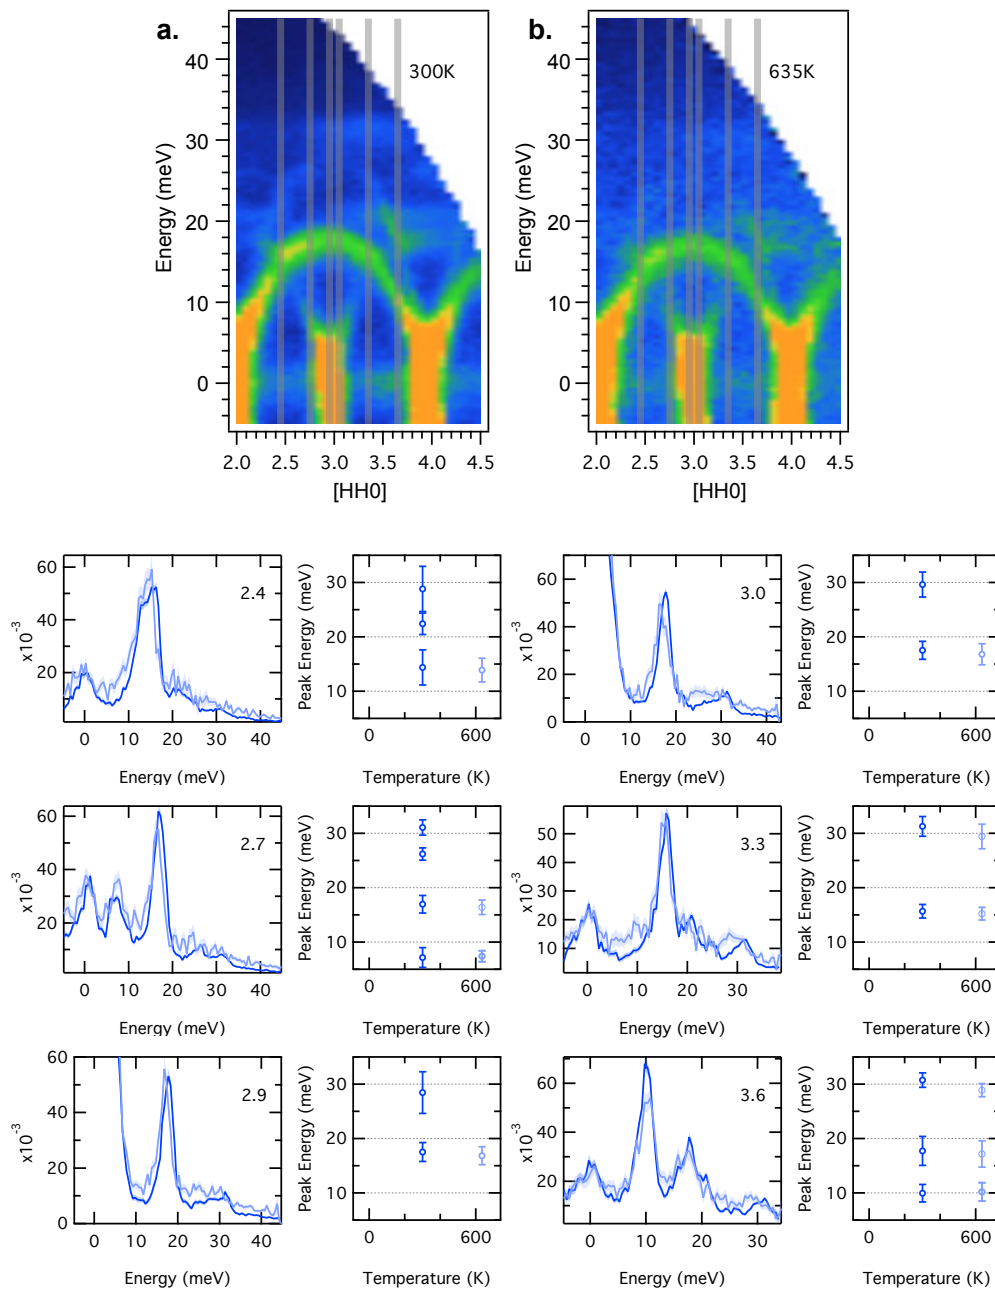 a.
b.
300K
635K
Energy (meV)
Energy (meV)
40
30
20
10
0
40
30
20
10
0
2.0 2.5 3.0 3.5 4.0 4.5
2.0 2.5 3.0 3.5 4.0 4.5
[HH0]
[HH0]
x10⁻³
60
40
20
2.4
0 10 20 30 40
Energy (meV)
Peak Energy (meV)
30
20
10
0 600
Temperature (K)
x10⁻³
60
40
20
0
3.0
0 10 20 30 40
Energy (meV)
Peak Energy (meV)
30
20
10
0 600
Temperature (K)
x10⁻³
60
40
20
2.7
0 10 20 30 40
Energy (meV)
Peak Energy (meV)
30
20
10
0 600
Temperature (K)
x10⁻³
50
40
30
20
10
3.3
0 10 20 30
Energy (meV)
Peak Energy (meV)
30
20
10
0 600
Temperature (K)
x10⁻³
60
40
20
0
2.9
0 10 20 30 40
Energy (meV)
Peak Energy (meV)
30
20
10
0 600
Temperature (K)
x10⁻³
60
40
20
3.6
0 10 20 30
Energy (meV)
Peak Energy (meV)
30
20
10
0 600
Temperature (K)